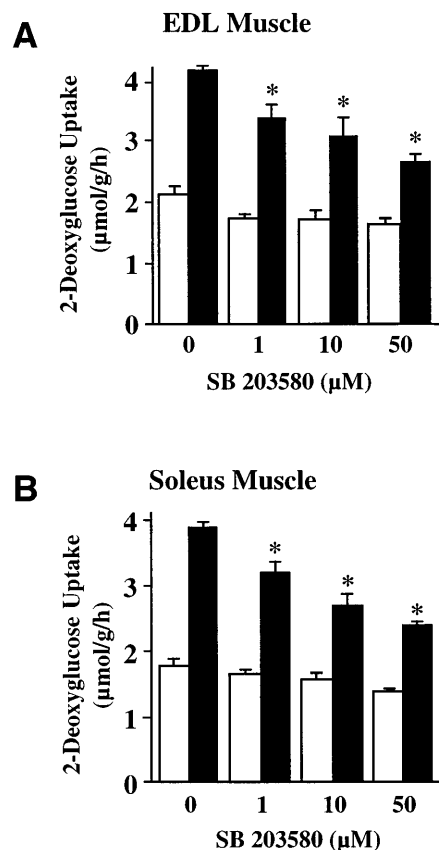 A
EDL Muscle
2-Deoxyglucose Uptake
(µmol/g/h)
4
3
2
1
0
* * *
0 1 10 50
SB 203580 (µM)
B
Soleus Muscle
2-Deoxyglucose Uptake
(µmol/g/h)
4
3
2
1
0
* * *
0 1 10 50
SB 203580 (µM)